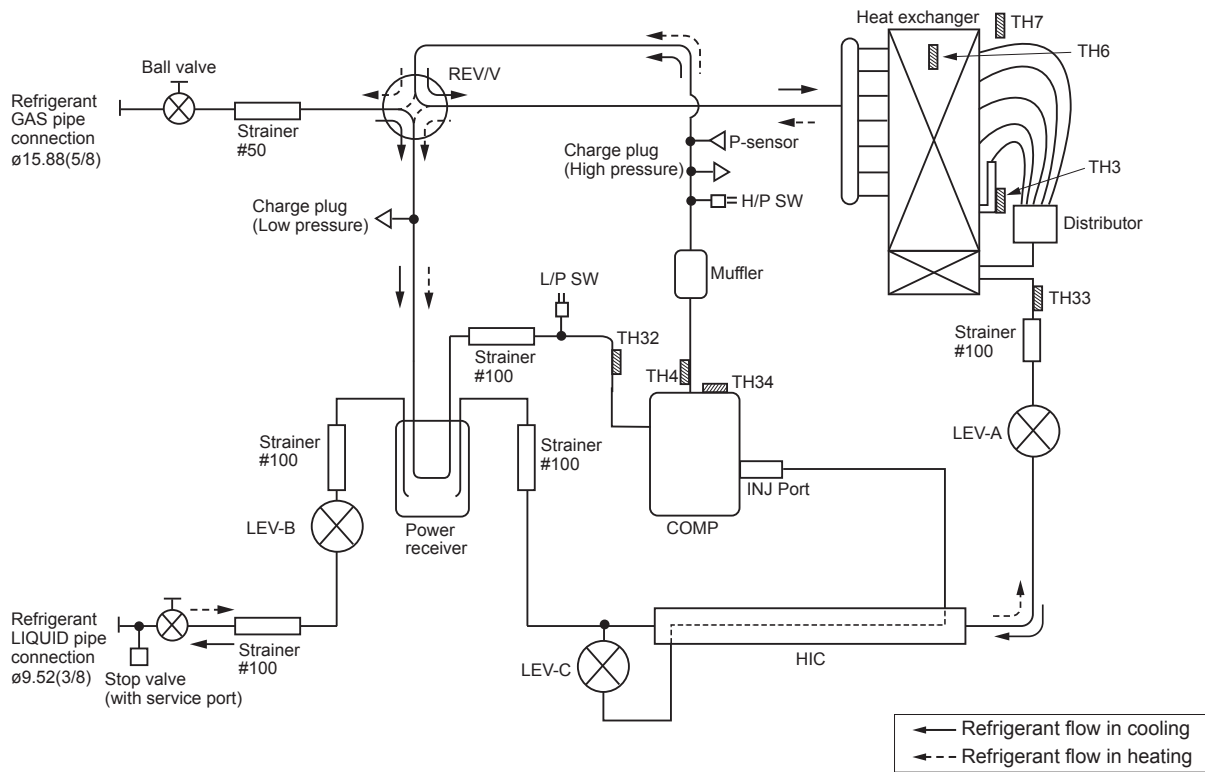 Heat exchanger
TH7
TH6
Ball valve
REV/V
Refrigerant
GAS pipe
connection
ø15.88(5/8)
Strainer
#50
P-sensor
Charge plug
(High pressure)
TH3
H/P SW
Charge plug
(Low pressure)
Distributor
Muffler
L/P SW
TH33
TH32
Strainer
#100
Strainer
#100
TH4
TH34
LEV-A
Strainer
#100
Strainer
#100
INJ Port
LEV-B
Power
receiver
COMP
Refrigerant
LIQUID pipe
connection
ø9.52(3/8)
Strainer
#100
Stop valve
(with service port)
LEV-C
HIC
Refrigerant flow in cooling
Refrigerant flow in heating